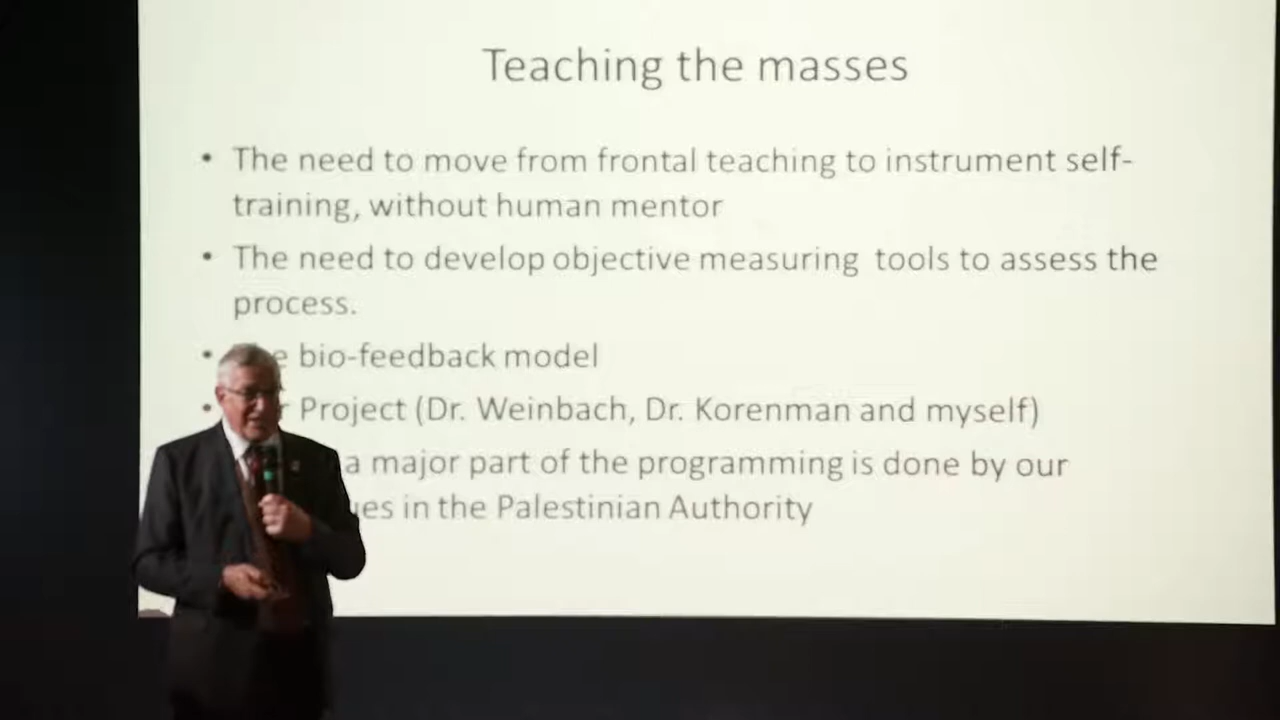 Teaching the masses
• The need to move from frontal teaching to instrument self-
training, without human mentor
• The need to develop objective measuring tools to assess the
process.
• bio-feedback model
• Project (Dr. Weinbach, Dr. Korenman and myself)
a major part of the programming is done by our
in the Palestinian Authority